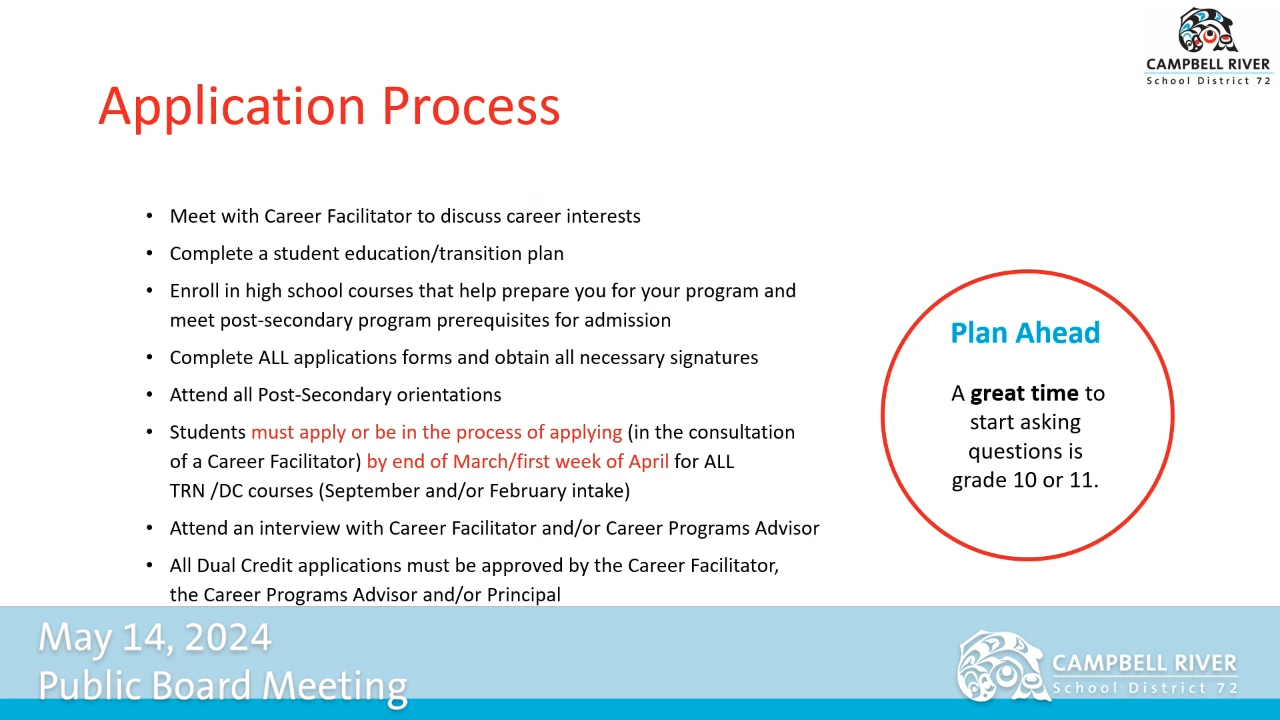 CAMPBELL RIVER
School District 72
Application Process
• Meet with Career Facilitator to discuss career interests
• Complete a student education/transition plan
• Enroll in high school courses that help prepare you for your program and
meet post-secondary program prerequisites for admission
• Complete ALL applications forms and obtain all necessary signatures
• Attend all Post-Secondary orientations
• Students must apply or be in the process of applying (in the consultation
of a Career Facilitator) by end of March/first week of April for ALL
TRN /DC courses (September and/or February intake)
• Attend an interview with Career Facilitator and/or Career Programs Advisor
• All Dual Credit applications must be approved by the Career Facilitator,
the Career Programs Advisor and/or Principal
Plan Ahead
A great time to
start asking
questions is
grade 10 or 11.
May 14, 2024
Public Board Meeting
CAMPBELL RIVER
School District 72